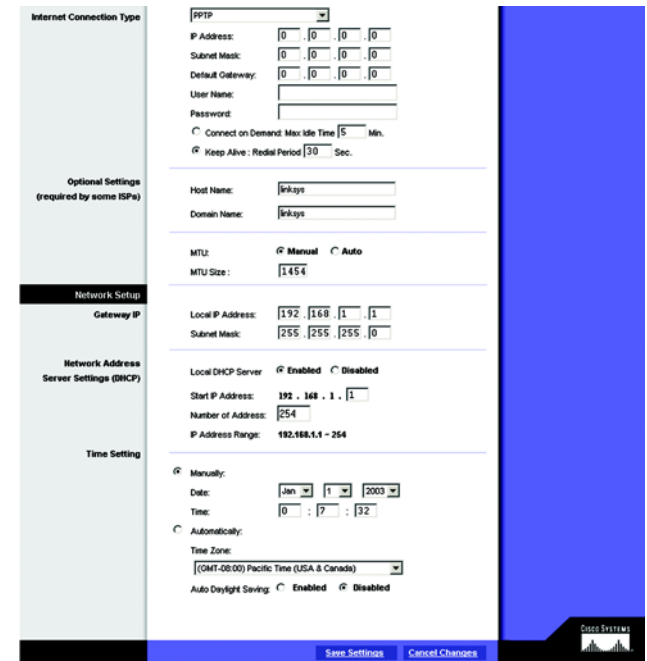 Internet Connection Type
PPTP
IP Address: 0 . 0 . 0 . 0
Subnet Mask: 0 . 0 . 0 . 0
Default Gateway: 0 . 0 . 0 . 0
User Name:
Password:
Connect on Demand: Max Idle Time 5 Min.
Keep Alive : Redial Period 30 Sec.
Optional Settings
(required by some ISPs)
Host Name: linksys
Domain Name: linksys
MTU: Manual Auto
MTU Size : 1454
Network Setup
Gateway IP
Local IP Address: 192 . 168 . 1 . 1
Subnet Mask: 255 . 255 . 255 . 0
Network Address
Server Settings (DHCP)
Local DHCP Server Enabled Disabled
Start IP Address: 192 . 168 . 1 . 1
Number of Address: 254
IP Address Range: 192.168.1.1 ~ 254
Time Setting
Manually:
Date: Jan 1 2003
Time: 0 : 7 : 32
Automatically:
Time Zone:
(GMT-08:00) Pacific Time (USA & Canada)
Auto Daylight Saving: Enabled Disabled
CISCO SYSTEMS
Save Settings Cancel Changes